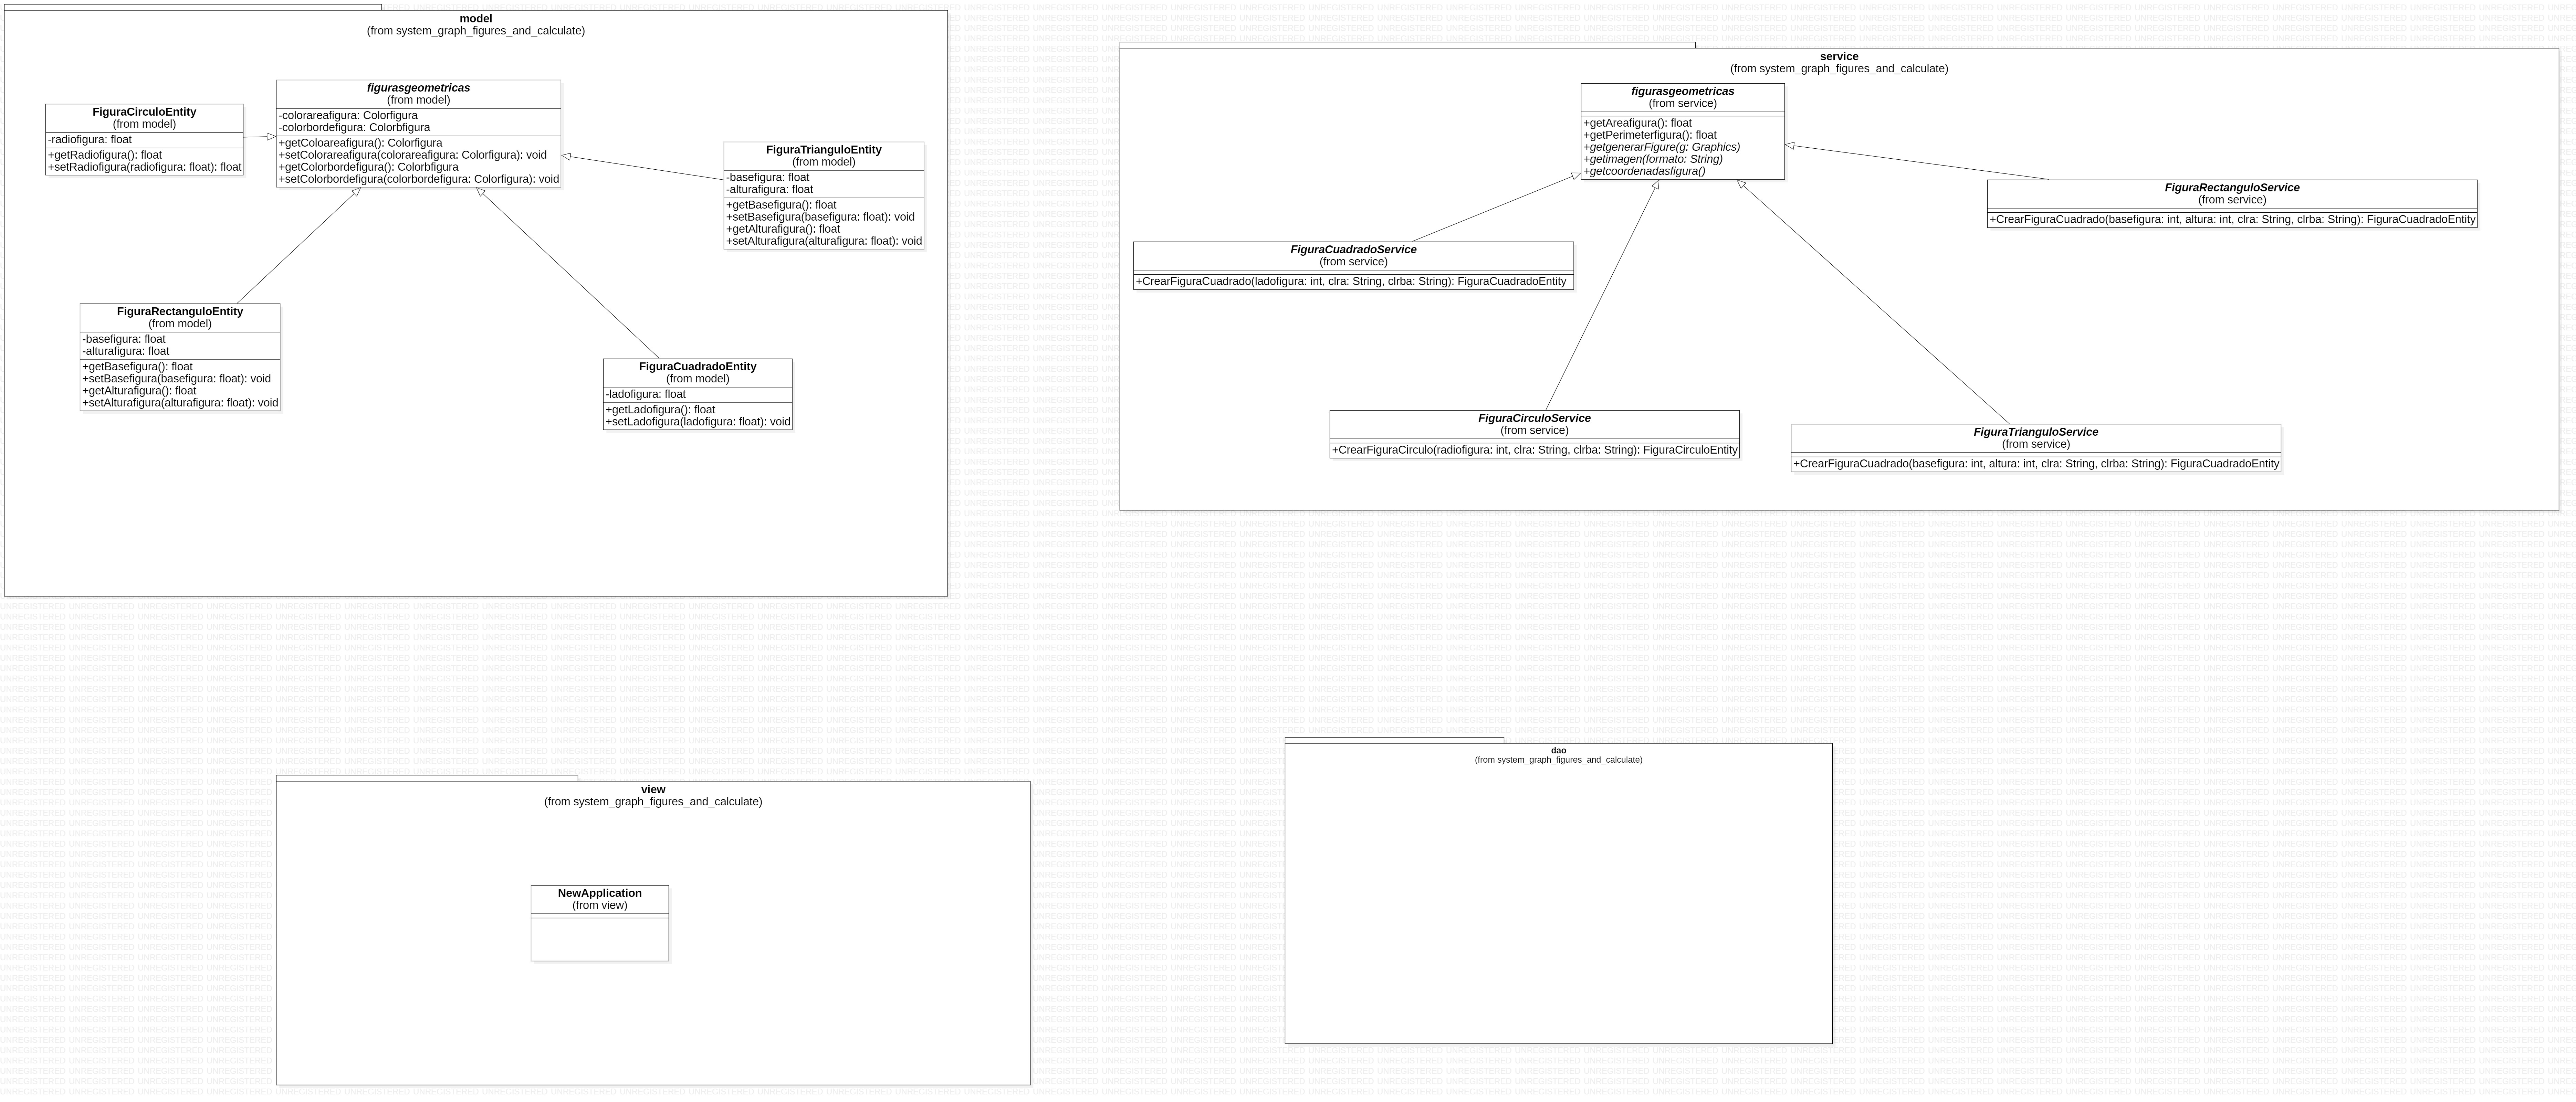 model
(from system_graph_figures_and_calculate)
figurasgeometricas
(from model)
-colorareafigura: Colorfigura
-colorbordefigura: Colorbfigura
+getColoareafigura(): Colorfigura
+setColorareafigura(colorareafigura: Colorfigura): void
+getColorbordefigura(): Colorbfigura
+setColorbordefigura(colorbordefigura: Colorfigura): void
FiguraCirculoEntity
(from model)
-radiofigura: float
+getRadiofigura(): float
+setRadiofigura(radiofigura: float): float
FiguraTrianguloEntity
(from model)
-basefigura: float
-alturafigura: float
+getBasefigura(): float
+setBasefigura(basefigura: float): void
+getAlturafigura(): float
+setAlturafigura(alturafigura: float): void
FiguraRectanguloEntity
(from model)
-basefigura: float
-alturafigura: float
+getBasefigura(): float
+setBasefigura(basefigura: float): void
+getAlturafigura(): float
+setAlturafigura(alturafigura: float): void
FiguraCuadradoEntity
(from model)
-ladofigura: float
+getLadofigura(): float
+setLadofigura(ladofigura: float): void
service
(from system_graph_figures_and_calculate)
figurasgeometricas
(from service)
+getAreafigura(): float
+getPerimeterfigura(): float
+getgenerarFigure(g: Graphics)
+getimagen(formato: String)
+getcoordenadasfigura()
FiguraRectanguloService
(from service)
+CrearFiguraCuadrado(basefigura: int, altura: int, clra: String, clrba: String): FiguraCuadradoEntity
FiguraCuadradoService
(from service)
+CrearFiguraCuadrado(ladofigura: int, clra: String, clrba: String): FiguraCuadradoEntity
FiguraCirculoService
(from service)
+CrearFiguraCirculo(radiofigura: int, clra: String, clrba: String): FiguraCirculoEntity
FiguraTrianguloService
(from service)
+CrearFiguraCuadrado(basefigura: int, altura: int, clra: String, clrba: String): FiguraCuadradoEntity
view
(from system_graph_figures_and_calculate)
NewApplication
(from view)
dao
(from system_graph_figures_and_calculate)
UNREGISTERED